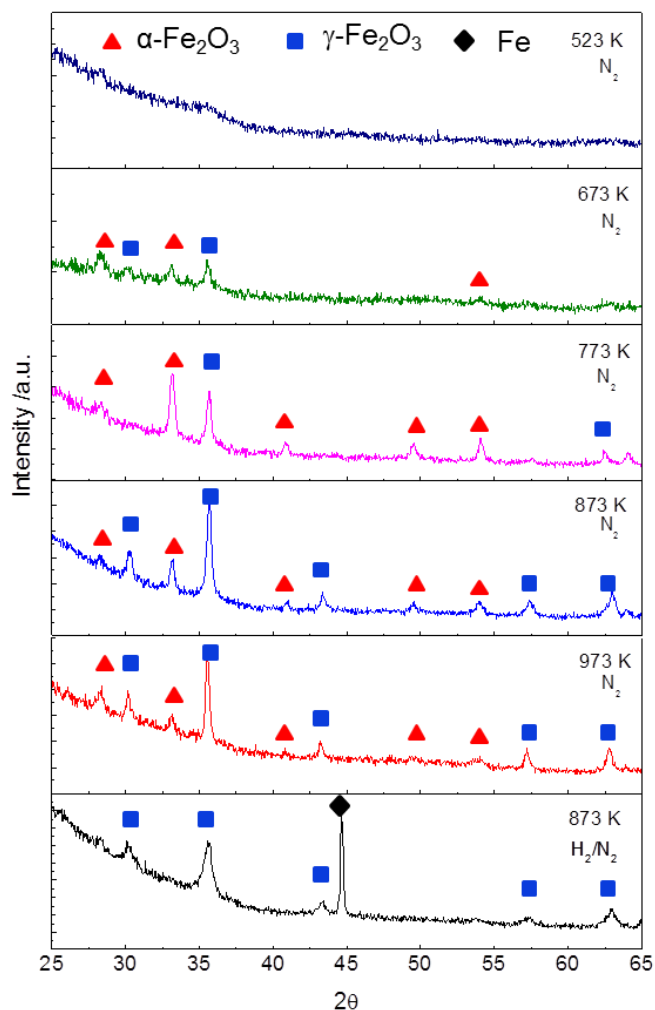 α-Fe₂O₃ γ-Fe₂O₃ Fe
523 K
N₂
673 K
N₂
773 K
N₂
873 K
N₂
973 K
N₂
873 K
H₂/N₂
Intensity /a.u.
25 30 35 40 45 50 55 60 65
2θ